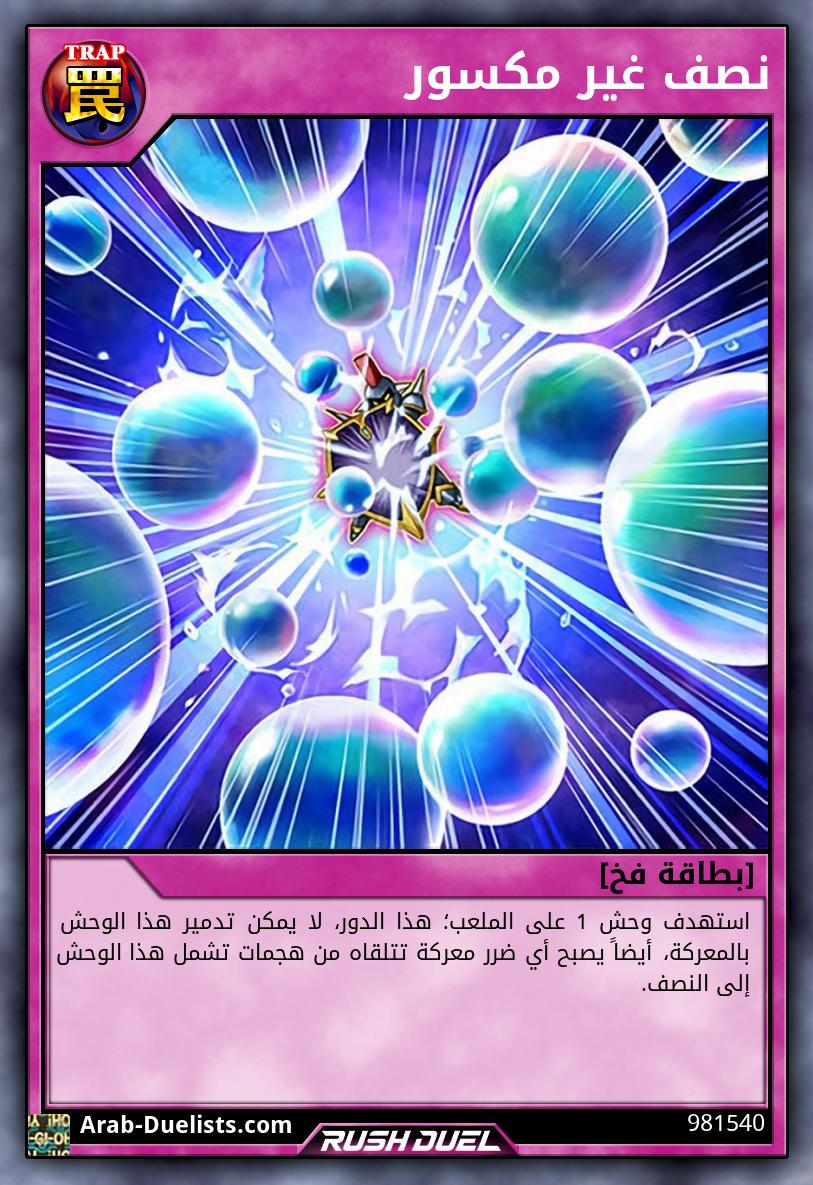 TRAP
罠
نصف غير مكسور
[بطاقة فخ]
استهدف وحش 1 على الملعب؛ هذا الدور، لا يمكن تدمير هذا الوحش
بالمعركة، أيضاً يصبح أي ضرر معركة تتلقاه من هجمات تشمل هذا الوحش
إلى النصف.
Arab-Duelists.com
981540
RUSH DUEL